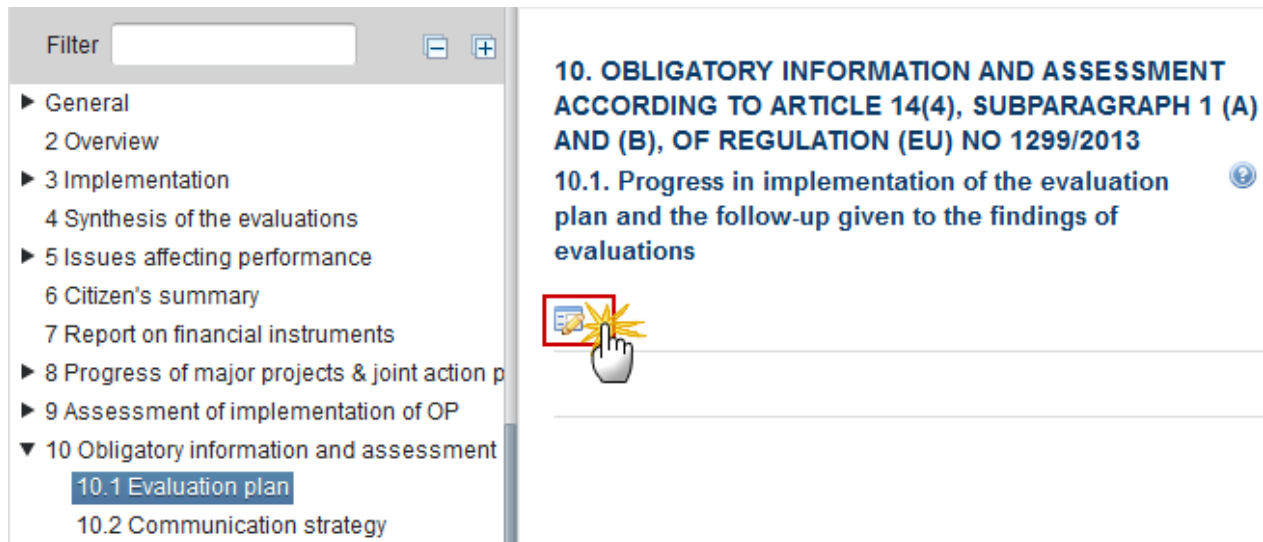 Filter
General
2 Overview
3 Implementation
4 Synthesis of the evaluations
5 Issues affecting performance
6 Citizen's summary
7 Report on financial instruments
8 Progress of major projects & joint action p
9 Assessment of implementation of OP
10 Obligatory information and assessment
10.1 Evaluation plan
10.2 Communication strategy
10. OBLIGATORY INFORMATION AND ASSESSMENT
ACCORDING TO ARTICLE 14(4), SUBPARAGRAPH 1 (A)
AND (B), OF REGULATION (EU) NO 1299/2013
10.1. Progress in implementation of the evaluation
plan and the follow-up given to the findings of
evaluations